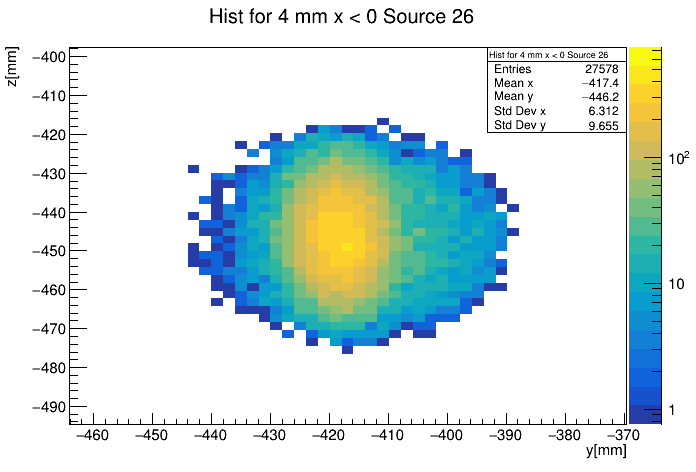 Hist for 4 mm x < 0 Source 26
z[mm]
−400
−410
−420
−430
−440
−450
−460
−470
−480
−490
Hist for 4 mm x < 0 Source 26
Entries 27578
Mean x −417.4
Mean y −446.2
Std Dev x 6.312
Std Dev y 9.655
10²
10
1
−460 −450 −440 −430 −420 −410 −400 −390 −380 −370
y[mm]